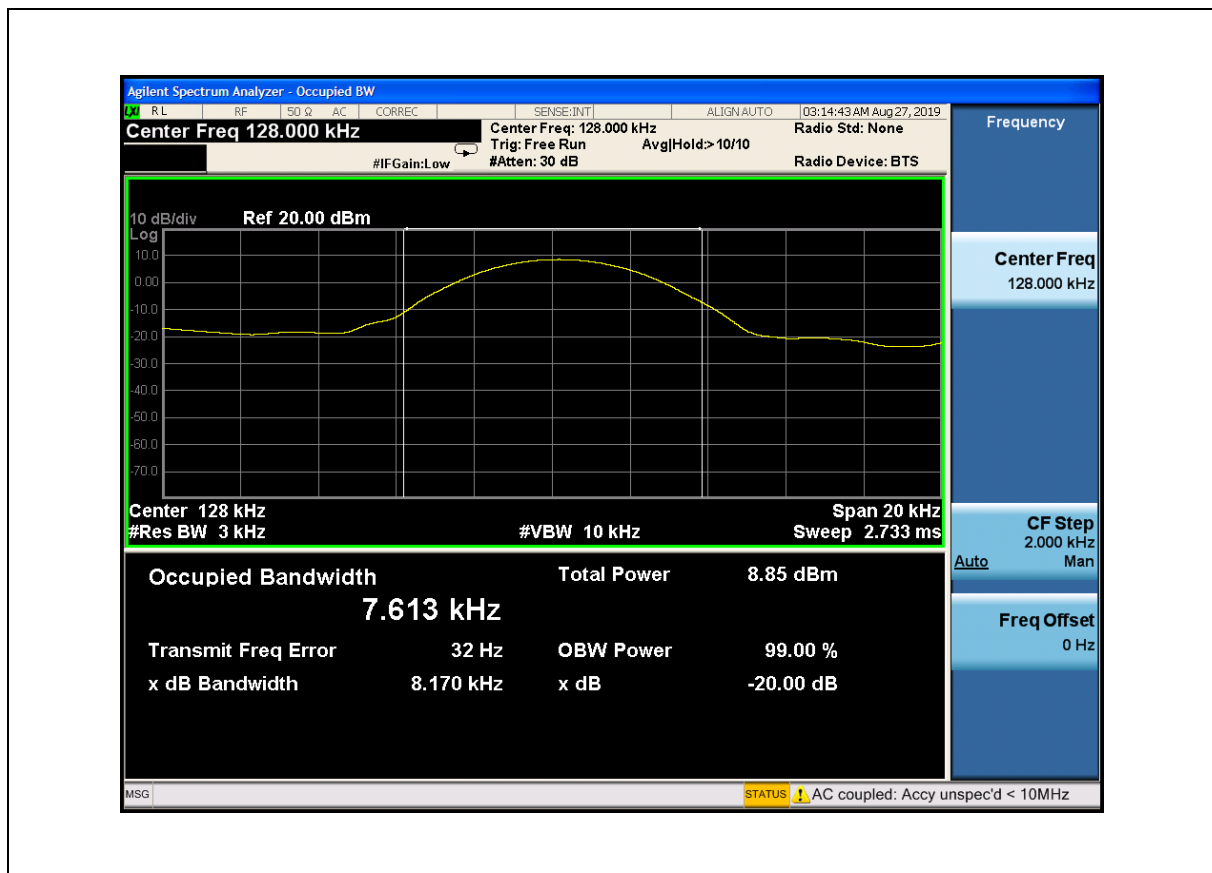 Agilent Spectrum Analyzer - Occupied BW
LXI RL RF 50 Ω AC CORREC SENSE:INT ALIGN AUTO 03:14:43 AM Aug 27, 2019
Center Freq 128.000 kHz
#IFGain:Low
Center Freq: 128.000 kHz
Trig: Free Run Avg|Hold:> 10/10
#Atten: 30 dB
Radio Std: None
Radio Device: BTS
10 dB/div Ref 20.00 dBm
Log
10.0
0.00
-10.0
-20.0
-30.0
-40.0
-50.0
-60.0
-70.0
Center 128 kHz Span 20 kHz
#Res BW 3 kHz #VBW 10 kHz Sweep 2.733 ms
Occupied Bandwidth Total Power 8.85 dBm
7.613 kHz
Transmit Freq Error 32 Hz OBW Power 99.00 %
x dB Bandwidth 8.170 kHz x dB -20.00 dB
Frequency
Center Freq
128.000 kHz
CF Step
2.000 kHz
Auto Man
Freq Offset
0 Hz
MSG STATUS AC coupled: Accy unspec'd < 10MHz